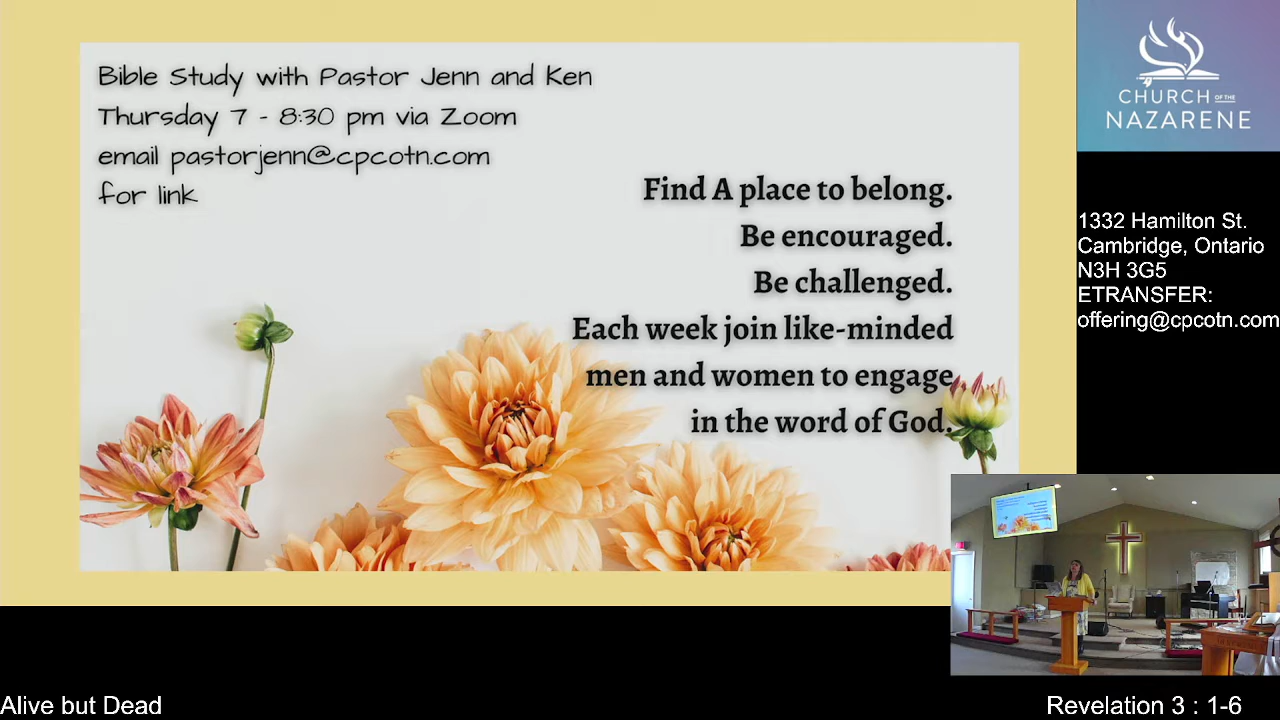 Bible Study with Pastor Jenn and Ken
Thursday 7 - 8:30 pm via Zoom
email pastorjenn@cpcotn.com
for link
Find A place to belong.
Be encouraged.
Be challenged.
Each week join like-minded
men and women to engage
in the word of God.
CHURCH OF THE
NAZARENE
1332 Hamilton St.
Cambridge, Ontario
N3H 3G5
ETRANSFER:
offering@cpcotn.com
Alive but Dead
Revelation 3 : 1-6